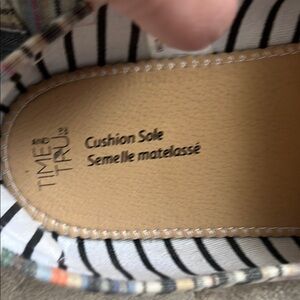 TIME AND TRU
Cushion Sole
Semelle matelassé